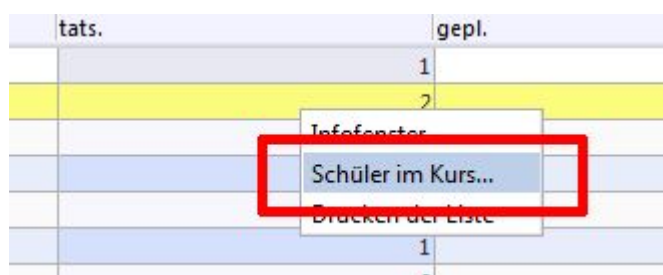 tats. gepl.
1
2
Infofenster
Schüler im Kurs...
Drucken der Liste
1